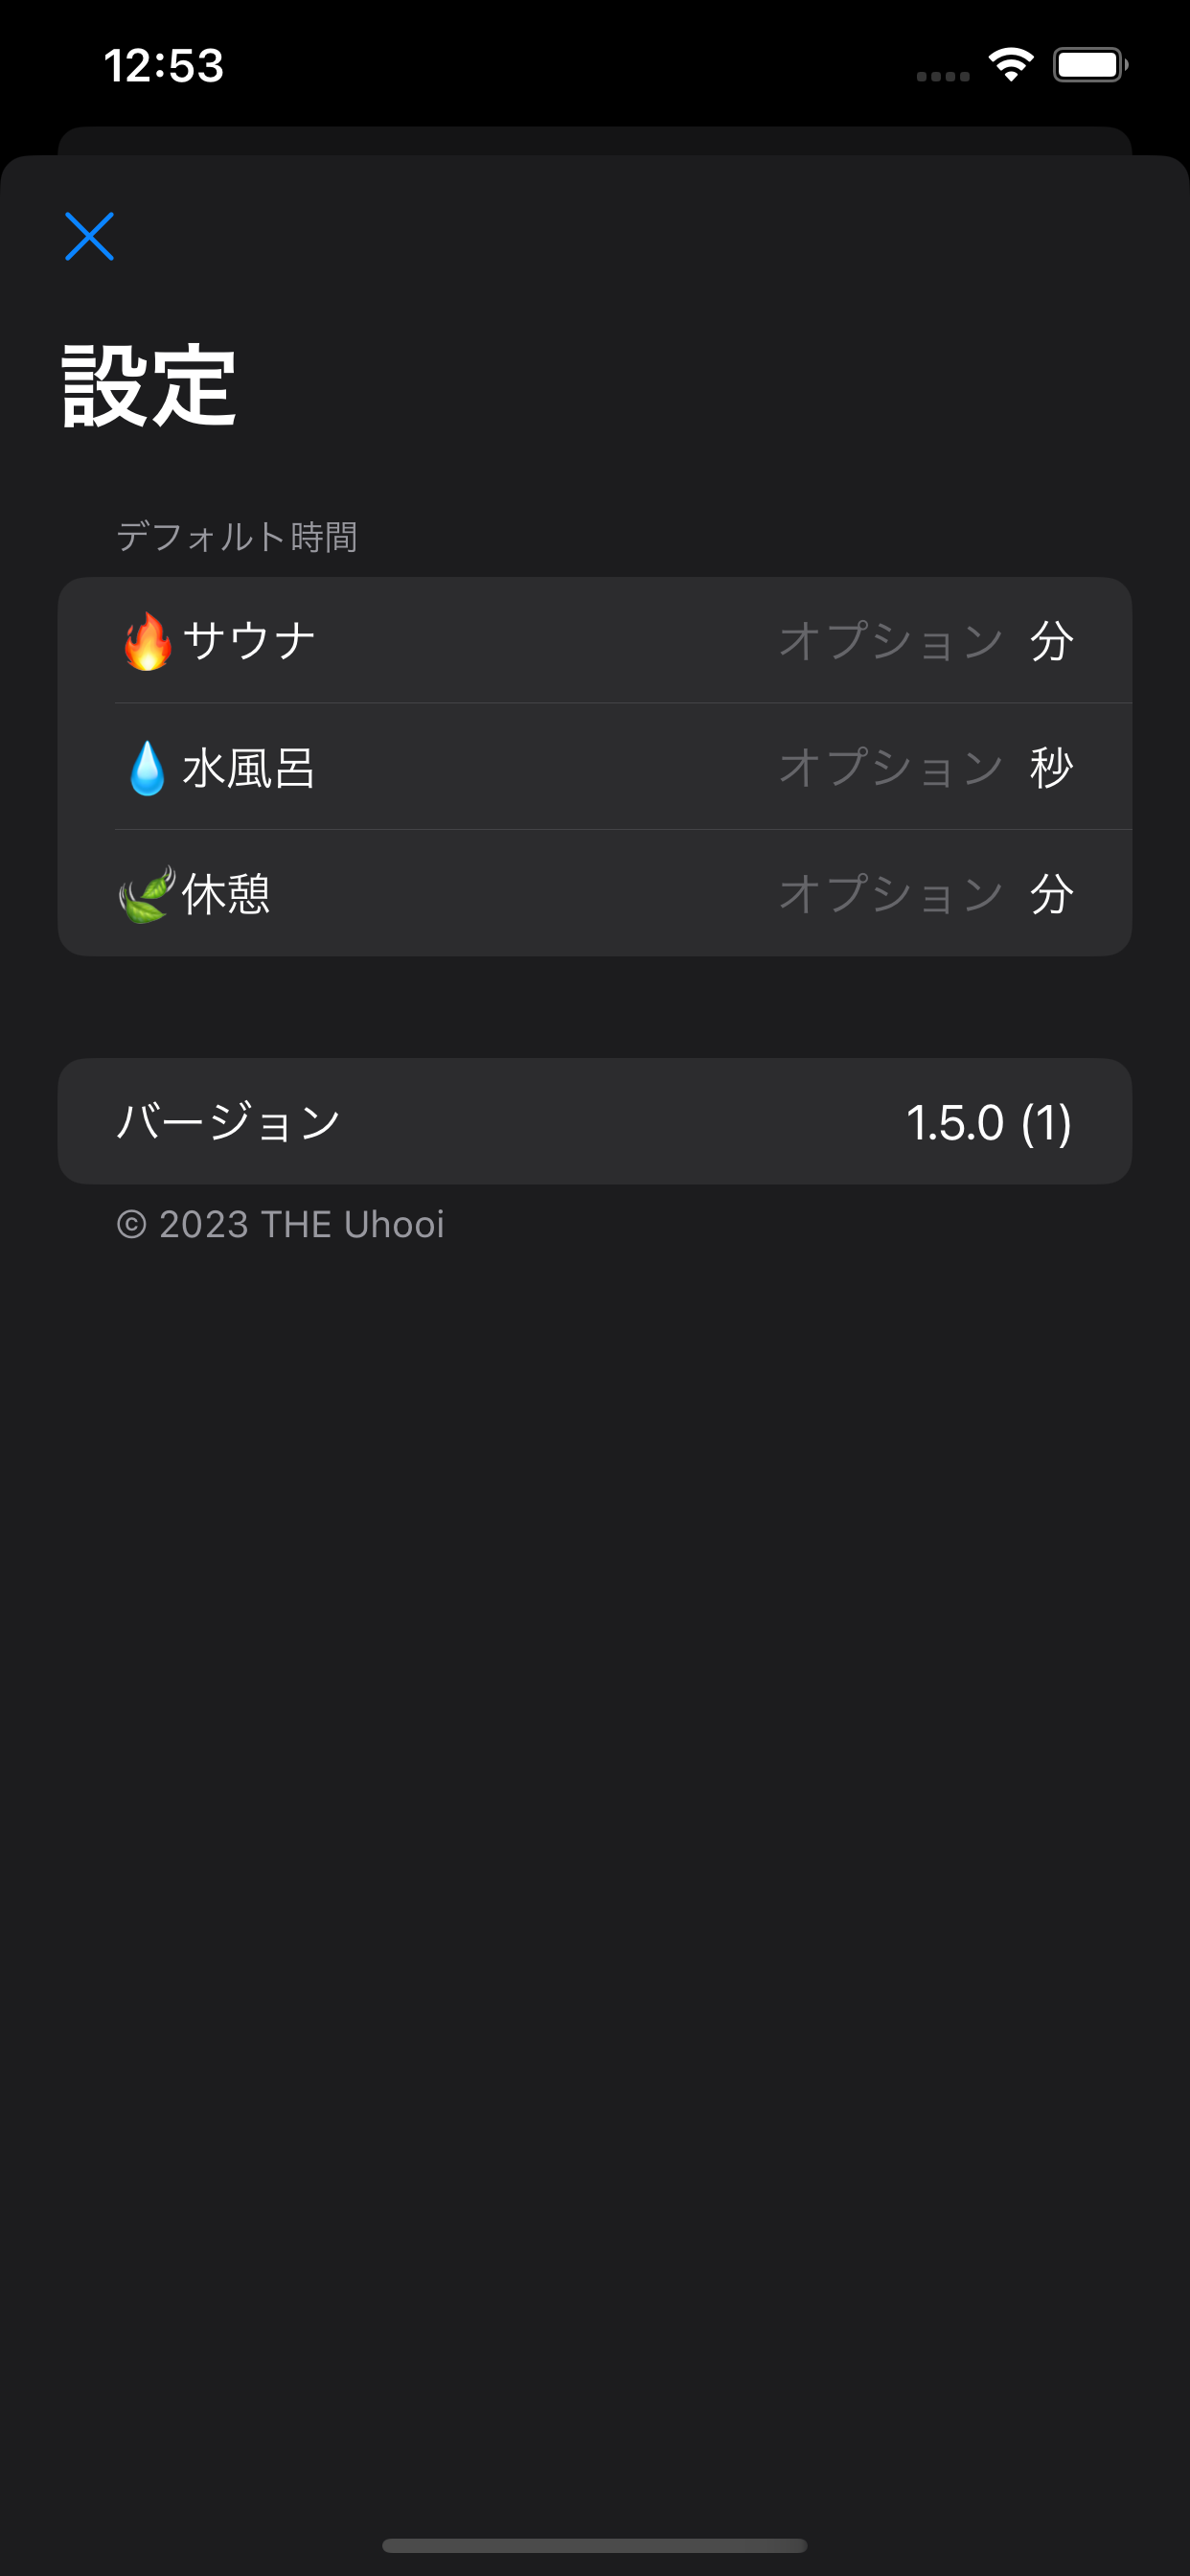 12:53
設定
デフォルト時間
🔥サウナ オプション 分
💧水風呂 オプション 秒
🍃休憩 オプション 分
バージョン 1.5.0 (1)
© 2023 THE Uhooi